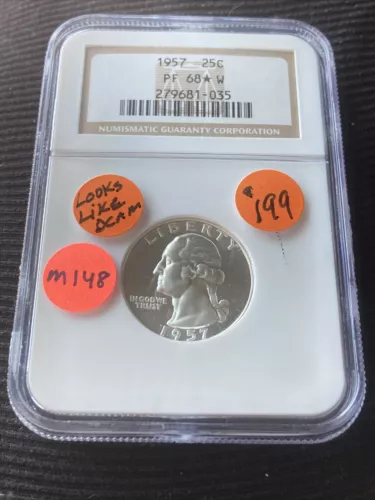 1957 25C
PF 68★ W
279681-035
NUMISMATIC GUARANTY CORPORATION
LOOKS
LIKE
DCAM
$199
M148
LIBERTY
IN GOD WE
TRUST
1957